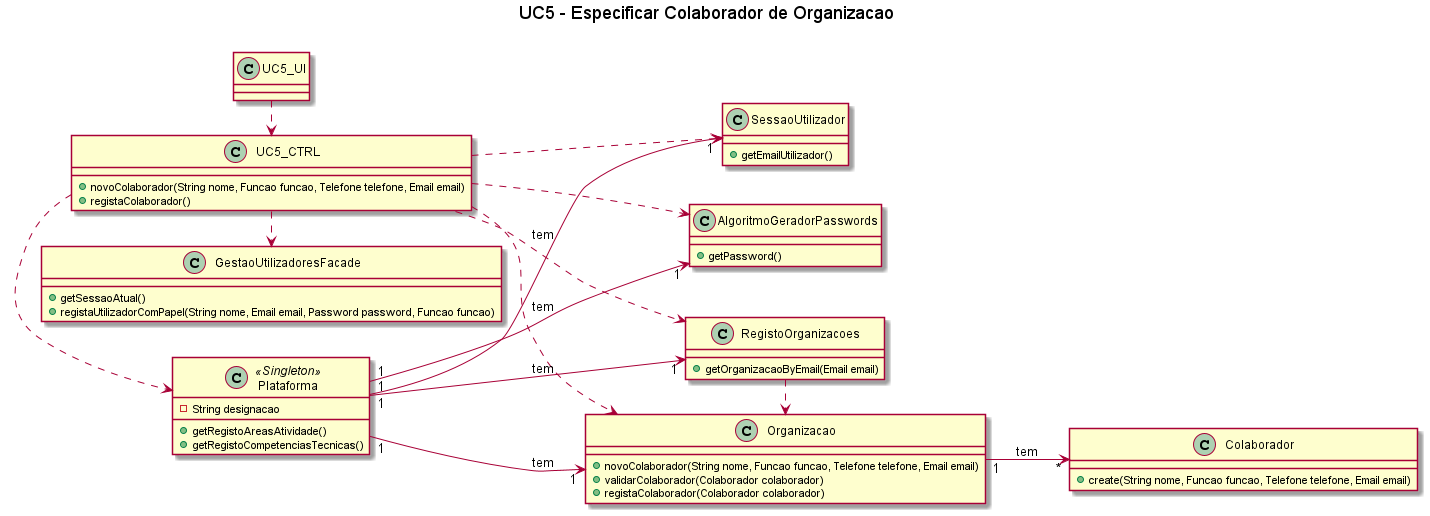 UC5 - Especificar Colaborador de Organizacao
C UC5_UI
C UC5_CTRL
novoColaborador(String nome, Funcao funcao, Telefone telefone, Email email)
registaColaborador()
C GestaoUtilizadoresFacade
getSessaoAtual()
registaUtilizadorComPapel(String nome, Email email, Password password, Funcao funcao)
C «Singleton»
Plataforma
String designacao
getRegistoAreasAtividade()
getRegistoCompetenciasTecnicas()
C SessaoUtilizador
getEmailUtilizador()
C AlgoritmoGeradorPasswords
getPassword()
C RegistoOrganizacoes
getOrganizacaoByEmail(Email email)
C Organizacao
novoColaborador(String nome, Funcao funcao, Telefone telefone, Email email)
validarColaborador(Colaborador colaborador)
registaColaborador(Colaborador colaborador)
C Colaborador
create(String nome, Funcao funcao, Telefone telefone, Email email)
tem
1
1
tem
1
1
tem
1
1
tem
1
1
tem
1
*